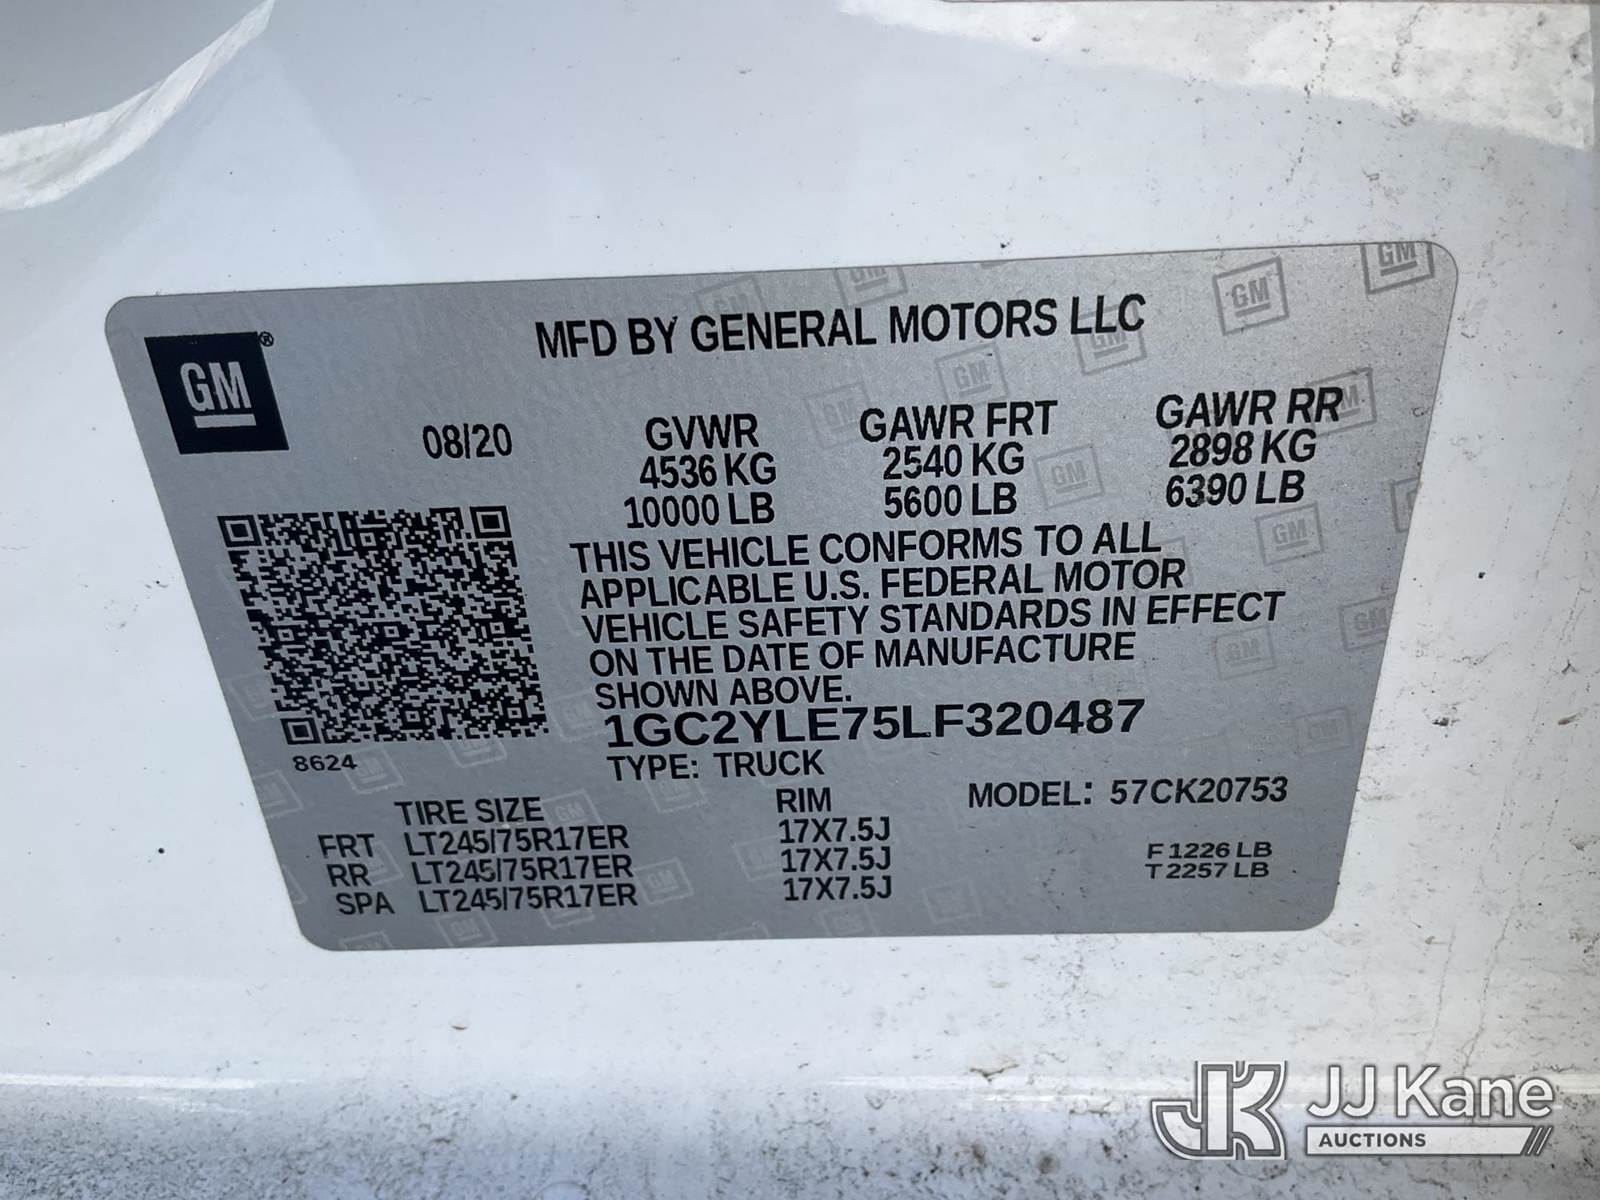 GM®
MFD BY GENERAL MOTORS LLC
08/20
GVWR
4536 KG
10000 LB
GAWR FRT
2540 KG
5600 LB
GAWR RR
2898 KG
6390 LB
THIS VEHICLE CONFORMS TO ALL
APPLICABLE U.S. FEDERAL MOTOR
VEHICLE SAFETY STANDARDS IN EFFECT
ON THE DATE OF MANUFACTURE
SHOWN ABOVE.
1GC2YLE75LF320487
8624
TYPE: TRUCK
TIRE SIZE RIM MODEL: 57CK20753
FRT LT245/75R17ER 17X7.5J
RR LT245/75R17ER 17X7.5J
SPA LT245/75R17ER 17X7.5J
F 1226 LB
T 2257 LB
JK JJ Kane
AUCTIONS